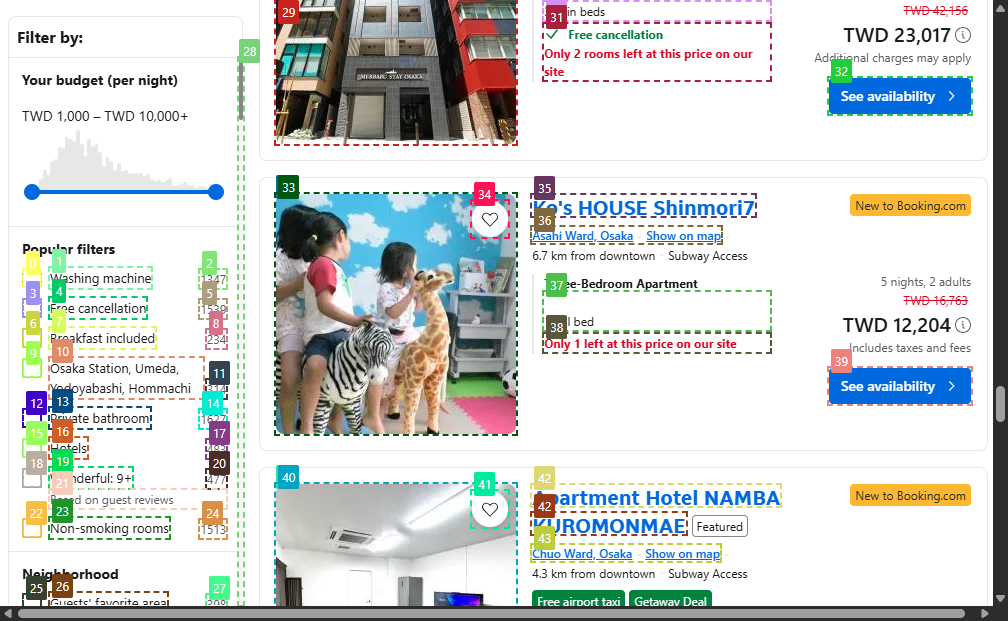 Filter by:
Your budget (per night)
TWD 1,000 – TWD 10,000+
Popular filters
Washing machine
1347
Free cancellation
1539
Breakfast included
234
Osaka Station, Umeda,
Yodoyabashi, Hommachi
Private bathroom
1627
Hotels
Wonderful: 9+
477
Based on guest reviews
Non-smoking rooms
1513
Neighborhood
Guests' favorite area
28
0
1
2
3
4
5
6
7
8
9
10
11
12
13
14
15
16
17
18
19
20
21
22
23
24
25
26
27
29
MERBABU STAY OSAKA
31
in beds
Free cancellation
Only 2 rooms left at this price on our
site
TWD 42,156
TWD 23,017
Additional charges may apply
32
See availability
33
34
35
Ko's HOUSE Shinmori7
New to Booking.com
36
Asahi Ward, Osaka
Show on map
6.7 km from downtown
Subway Access
37
Three-Bedroom Apartment
bed
38
Only 1 left at this price on our site
5 nights, 2 adults
TWD 16,763
TWD 12,204
Includes taxes and fees
39
See availability
40
41
42
Apartment Hotel NAMBA
42
KUROMONMAE
Featured
New to Booking.com
43
Chuo Ward, Osaka
Show on map
4.3 km from downtown
Subway Access
Free airport taxi
Getaway Deal